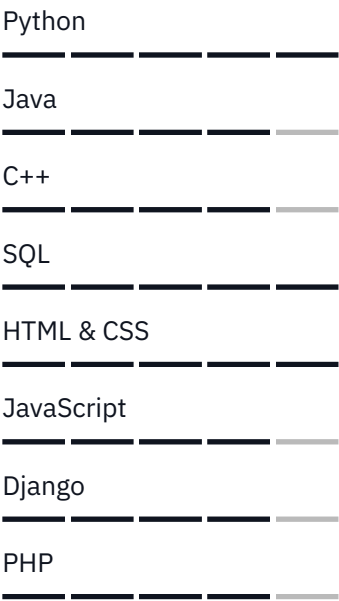 Python
Java
C++
SQL
HTML & CSS
JavaScript
Django
PHP